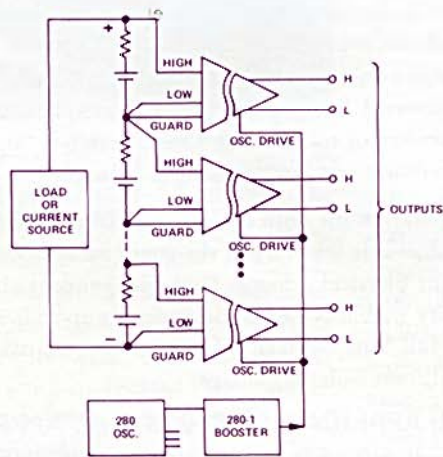 +
HIGH
LOW
GUARD
H
L
OSC. DRIVE
HIGH
LOW
GUARD
H
L
OSC. DRIVE
LOAD OR CURRENT SOURCE
OUTPUTS
HIGH
LOW
GUARD
H
L
OSC. DRIVE
−
280 OSC.
280-1 BOOSTER